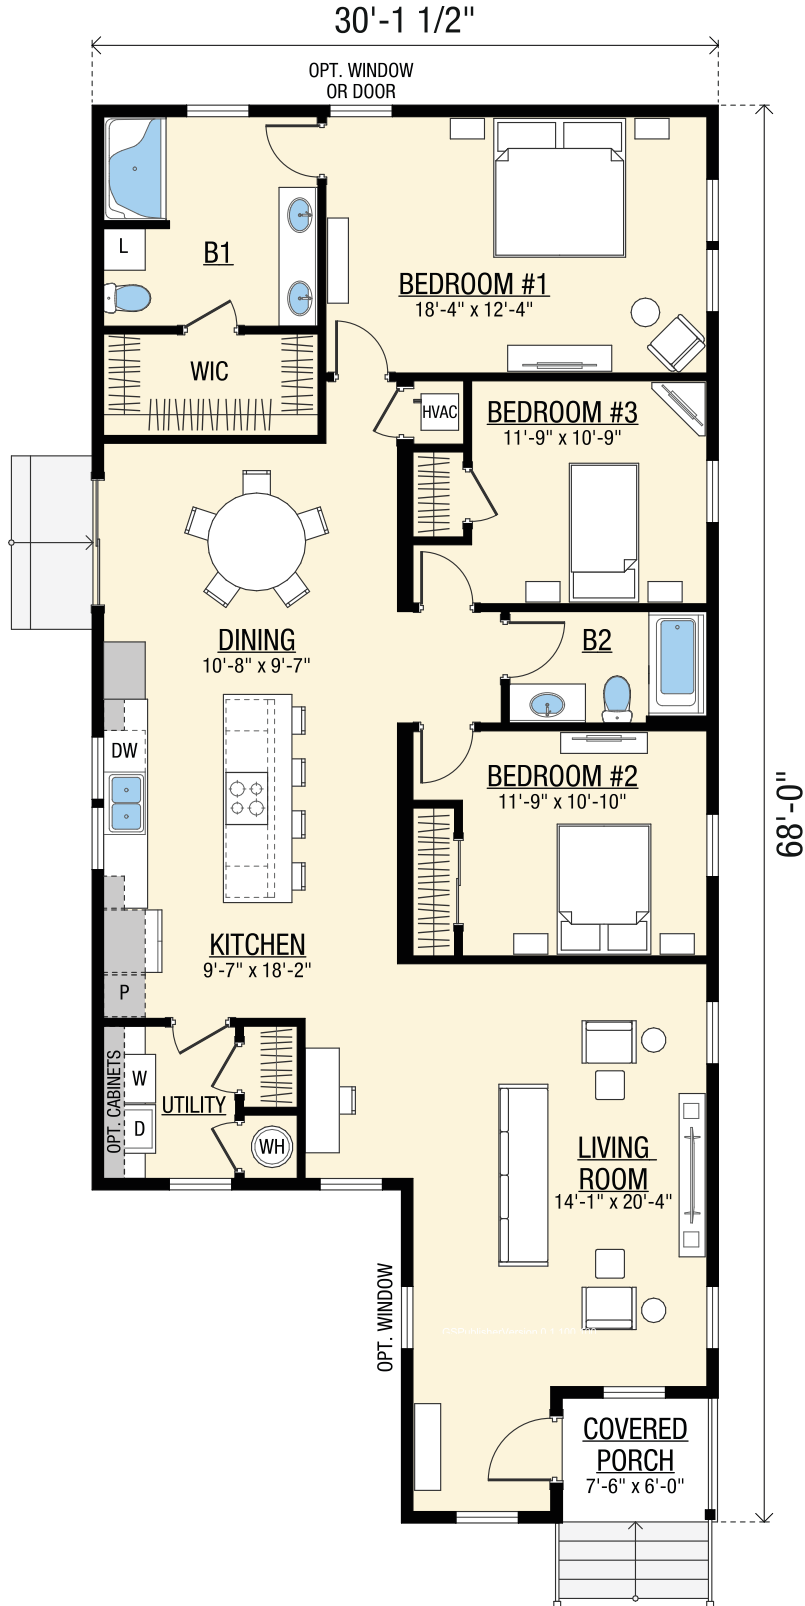 30'-1 1/2"
OPT. WINDOW
OR DOOR
L
B1
BEDROOM #1
18'-4" x 12'-4"
WIC
HVAC
BEDROOM #3
11'-9" x 10'-9"
DINING
10'-8" x 9'-7"
B2
DW
BEDROOM #2
11'-9" x 10'-10"
68'-0"
KITCHEN
9'-7" x 18'-2"
P
OPT. CABINETS
W
UTILITY
D
WH
LIVING
ROOM
14'-1" x 20'-4"
OPT. WINDOW
COVERED
PORCH
7'-6" x 6'-0"